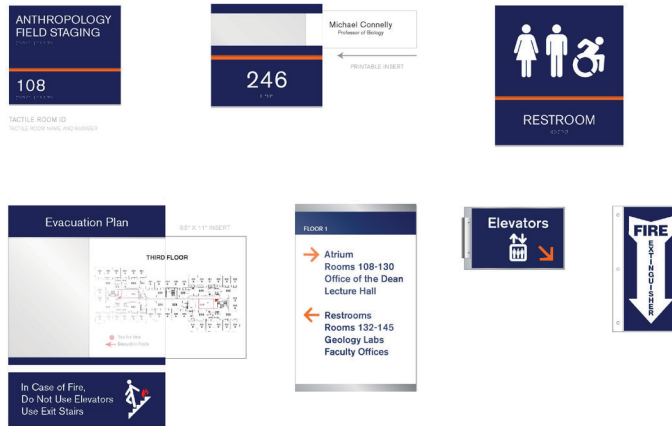 ANTHROPOLOGY
FIELD STAGING
108
TACTILE ROOM ID
TACTILE ROOM NAME AND NUMBER
Michael Connelly
Professor of Biology
PRINTABLE INSERT
246
RESTROOM
Evacuation Plan
8.5" X 11" INSERT
THIRD FLOOR
In Case of Fire,
Do Not Use Elevators
Use Exit Stairs
FLOOR 1
Atrium
Rooms 108-130
Office of the Dean
Lecture Hall
Restrooms
Rooms 132-145
Geology Labs
Faculty Offices
Elevators
FIRE
EXTINGUISHER